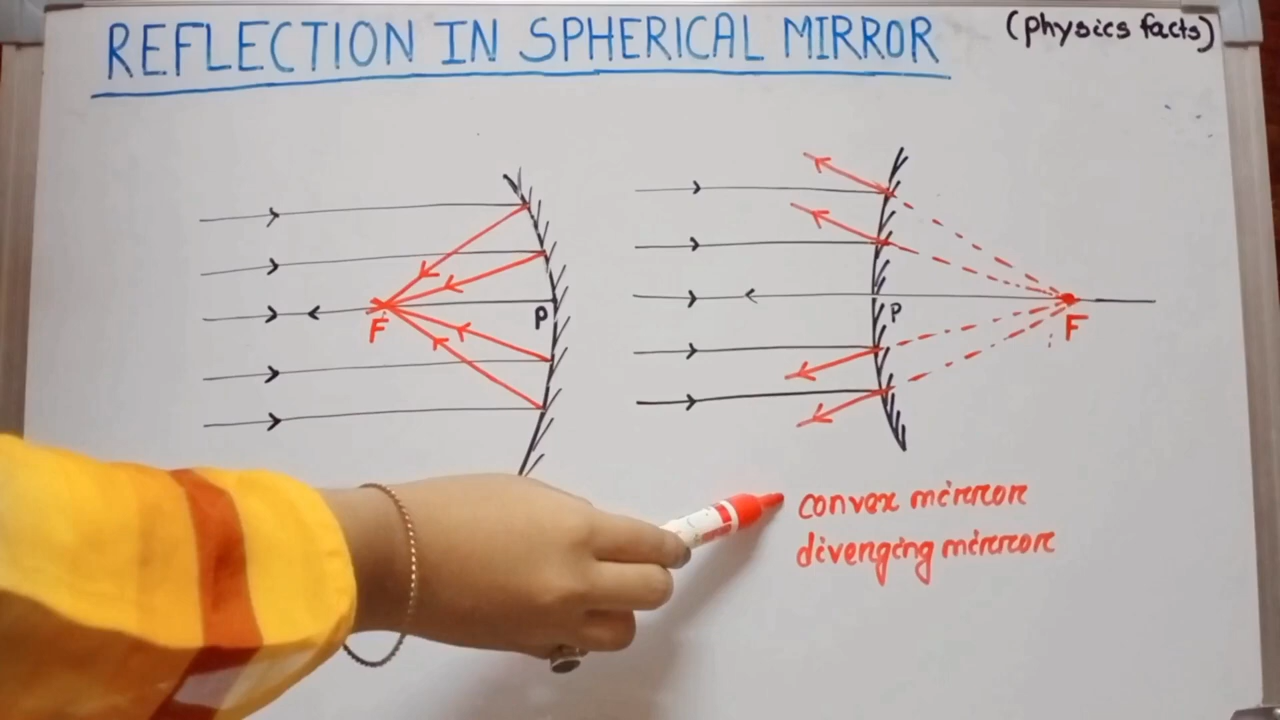 REFLECTION IN SPHERICAL MIRROR
(physics facts)
F
P
P
F
convex mirror
diverging mirror